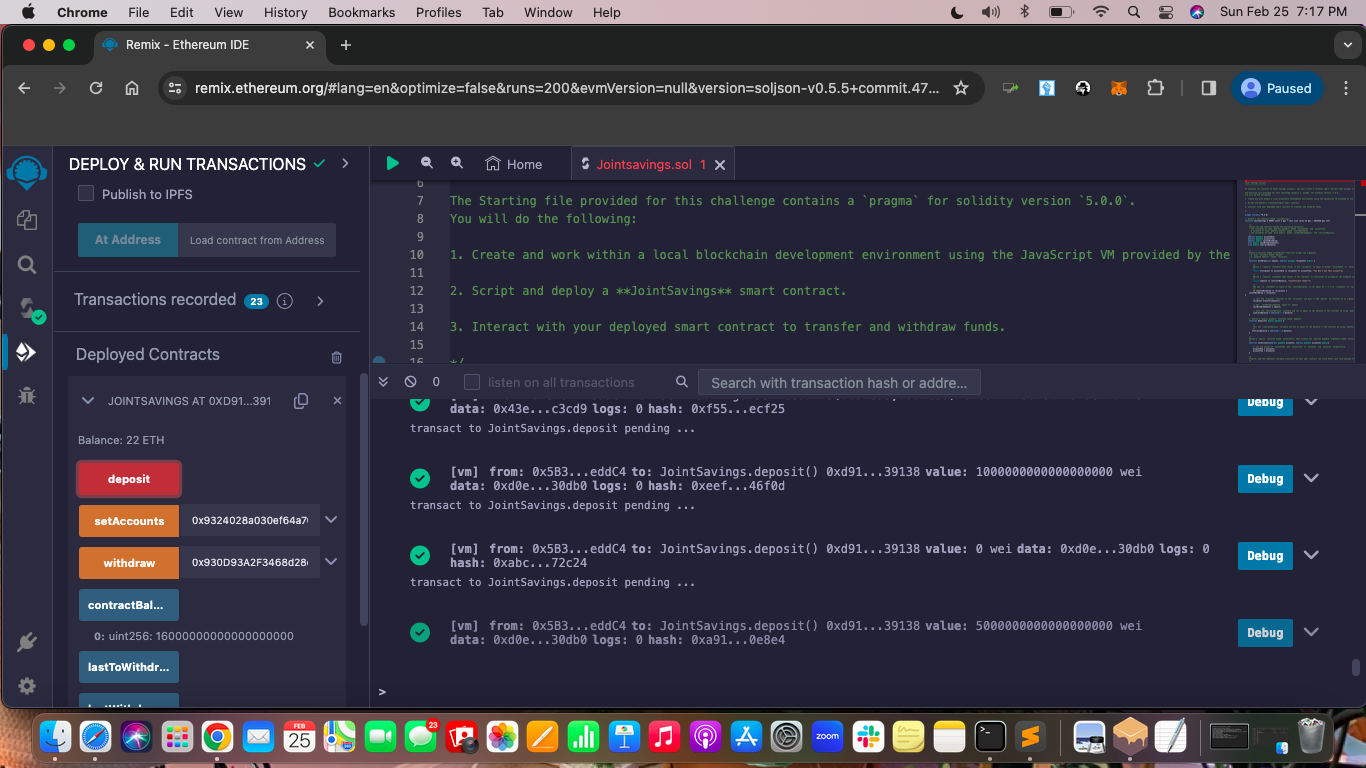 Chrome File Edit View History Bookmarks Profiles Tab Window Help Sun Feb 25 7:17 PM
Remix - Ethereum IDE
remix.ethereum.org/#lang=en&optimize=false&runs=200&evmVersion=null&version=soljson-v0.5.5+commit.47... Paused
DEPLOY & RUN TRANSACTIONS
Publish to IPFS
At Address Load contract from Address
Transactions recorded 23 i
Deployed Contracts
JOINTSAVINGS AT 0XD91...391
Balance: 22 ETH
deposit
setAccounts 0x9324028a030ef64a7
withdraw 0x930D93A2F3468d28
contractBal...
0: uint256: 16000000000000000000
lastToWithdr...
Home Jointsavings.sol 1
6
7 The Starting file provided for this challenge contains a `pragma` for solidity version `5.0.0`.
8 You will do the following:
9
10 1. Create and work within a local blockchain development environment using the JavaScript VM provided by the
11
12 2. Script and deploy a **JointSavings** smart contract.
13
14 3. Interact with your deployed smart contract to transfer and withdraw funds.
15
16 */
0 listen on all transactions Search with transaction hash or addre...
data: 0x43e...c3cd9 logs: 0 hash: 0xf55...ecf25 Debug
transact to JointSavings.deposit pending ...
[vm] from: 0x5B3...eddC4 to: JointSavings.deposit() 0xd91...39138 value: 1000000000000000000 wei
data: 0xd0e...30db0 logs: 0 hash: 0xeef...46f0d Debug
transact to JointSavings.deposit pending ...
[vm] from: 0x5B3...eddC4 to: JointSavings.deposit() 0xd91...39138 value: 0 wei data: 0xd0e...30db0 logs: 0
hash: 0xabc...72c24 Debug
transact to JointSavings.deposit pending ...
[vm] from: 0x5B3...eddC4 to: JointSavings.deposit() 0xd91...39138 value: 5000000000000000000 wei
data: 0xd0e...30db0 logs: 0 hash: 0xa91...0e8e4 Debug
>
FEB
25
23
zoom